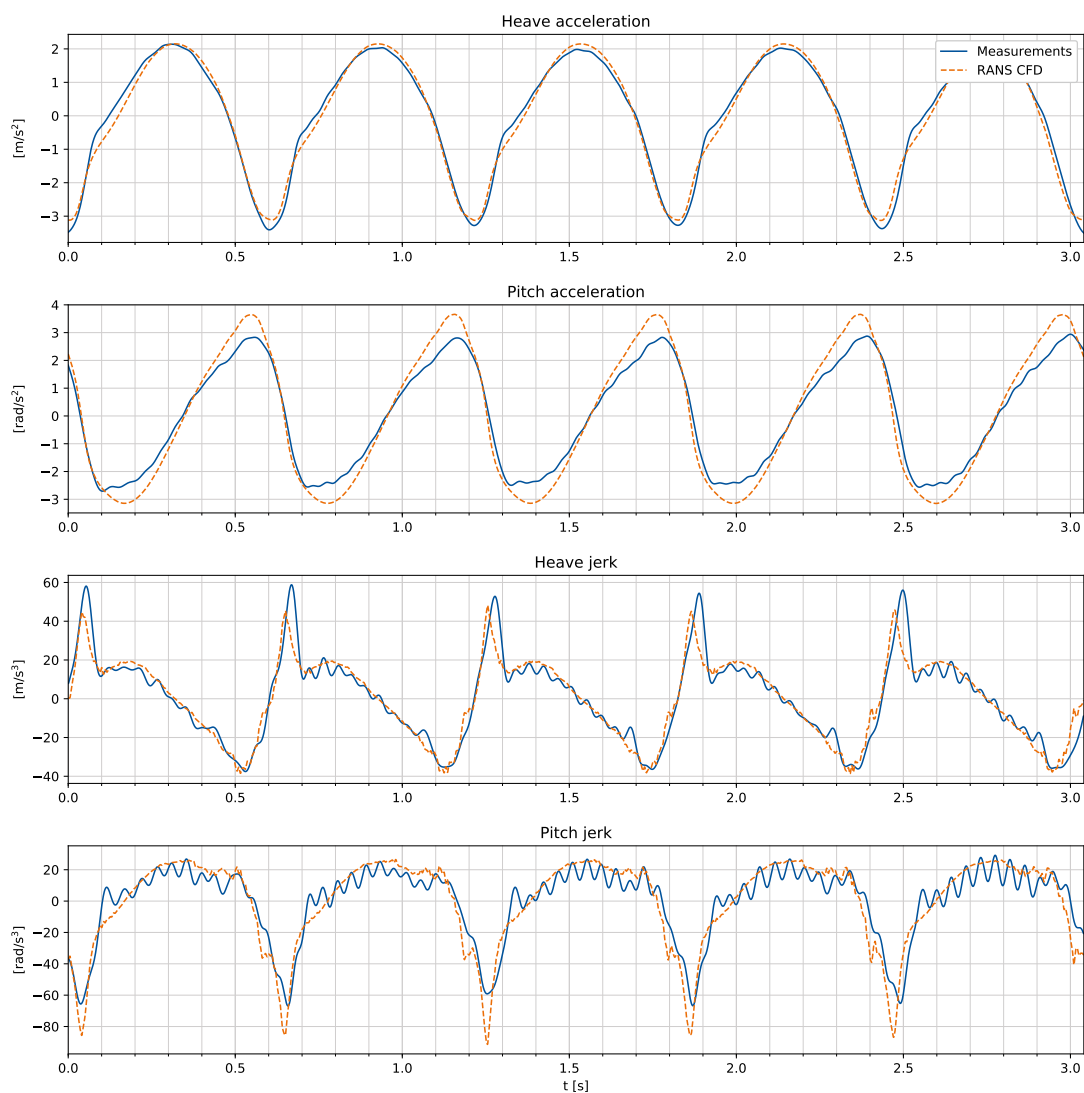 Heave acceleration
Measurements
RANS CFD
2
1
0
−1
−2
−3
[m/s²]
0.0 0.5 1.0 1.5 2.0 2.5 3.0
Pitch acceleration
4
3
2
1
0
−1
−2
−3
[rad/s²]
0.0 0.5 1.0 1.5 2.0 2.5 3.0
Heave jerk
60
40
20
0
−20
−40
[m/s³]
0.0 0.5 1.0 1.5 2.0 2.5 3.0
Pitch jerk
20
0
−20
−40
−60
−80
[rad/s³]
0.0 0.5 1.0 1.5 2.0 2.5 3.0
t [s]